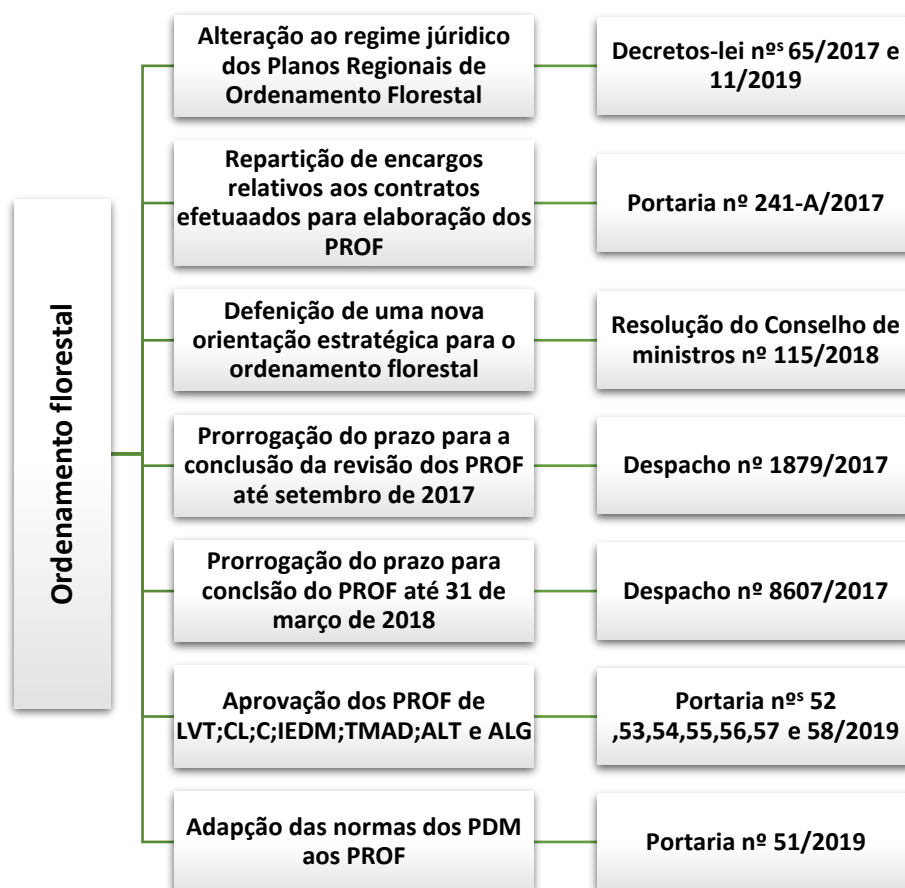 Ordenamento florestal
Alteração ao regime júridico
dos Planos Regionais de
Ordenamento Florestal
Decretos-lei nºˢ 65/2017 e
11/2019
Repartição de encargos
relativos aos contratos
efetuaados para elaboração dos
PROF
Portaria nº 241-A/2017
Defenição de uma nova
orientação estratégica para o
ordenamento florestal
Resolução do Conselho de
ministros nº 115/2018
Prorrogação do prazo para a
conclusão da revisão dos PROF
até setembro de 2017
Despacho nº 1879/2017
Prorrogação do prazo para
conclsão do PROF até 31 de
março de 2018
Despacho nº 8607/2017
Aprovação dos PROF de
LVT;CL;C;IEDM;TMAD;ALT e ALG
Portaria nºˢ 52
,53,54,55,56,57 e 58/2019
Adapção das normas dos PDM
aos PROF
Portaria nº 51/2019